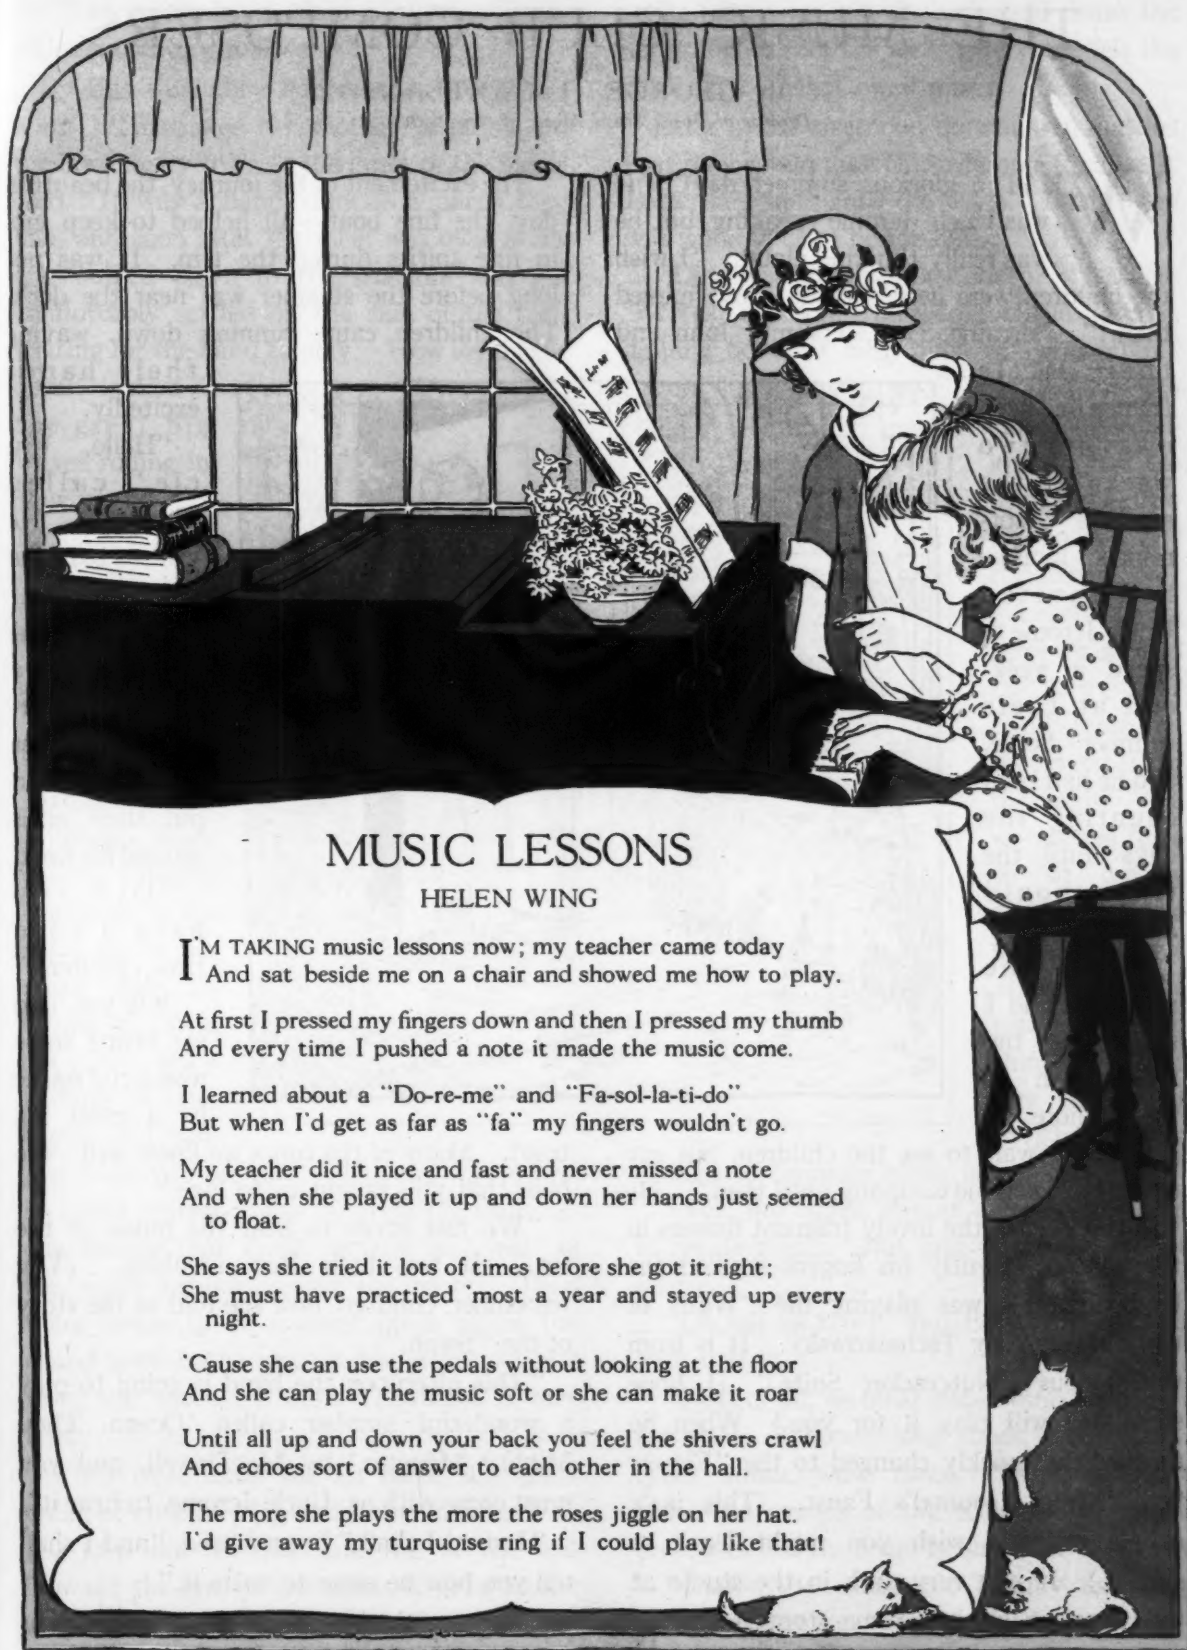 MUSIC LESSONS
HELEN WING
I'M TAKING music lessons now; my teacher came today
And sat beside me on a chair and showed me how to play.
At first I pressed my fingers down and then I pressed my thumb
And every time I pushed a note it made the music come.
I learned about a "Do-re-me" and "Fa-sol-la-ti-do"
But when I'd get as far as "fa" my fingers wouldn't go.
My teacher did it nice and fast and never missed a note
And when she played it up and down her hands just seemed
to float.
She says she tried it lots of times before she got it right;
She must have practiced 'most a year and stayed up every
night.
'Cause she can use the pedals without looking at the floor
And she can play the music soft or she can make it roar
Until all up and down your back you feel the shivers crawl
And echoes sort of answer to each other in the hall.
The more she plays the more the roses jiggle on her hat.
I'd give away my turquoise ring if I could play like that!